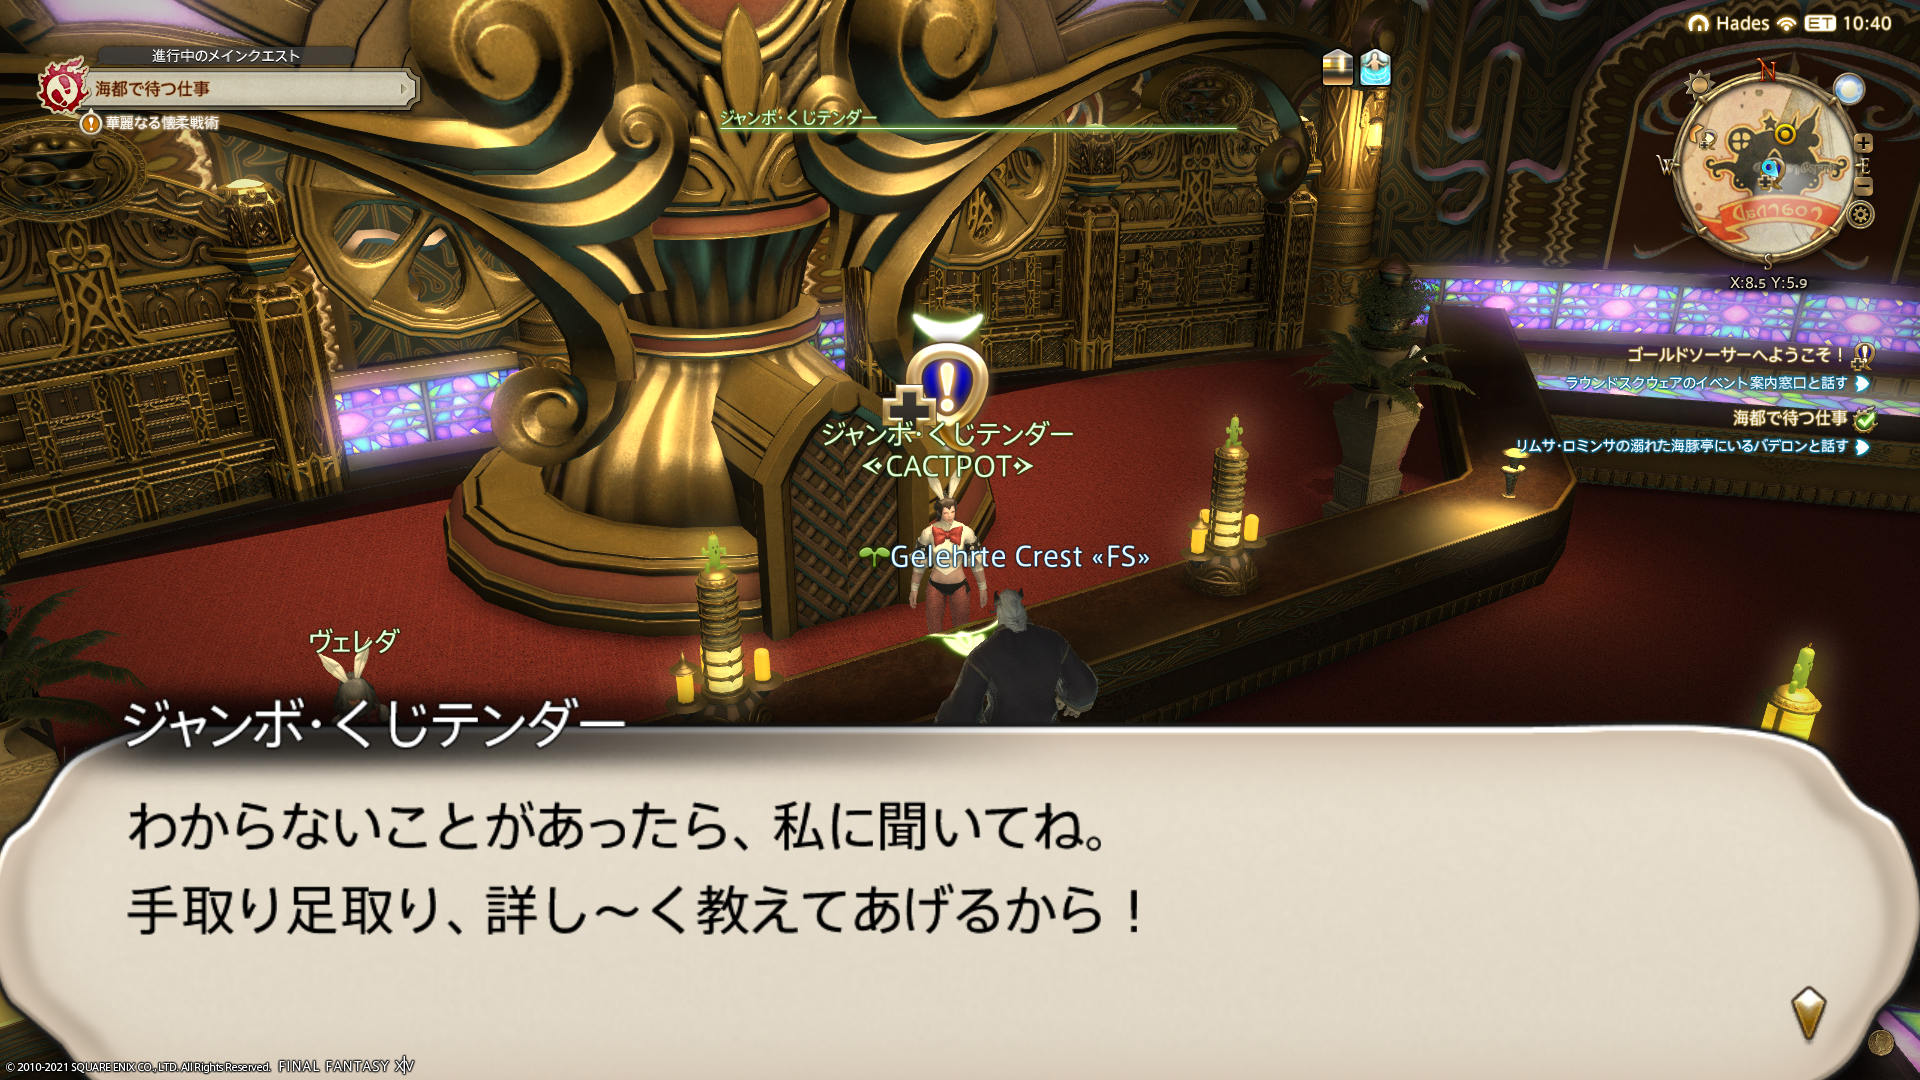 Hades ET 10:40
進行中のメインクエスト
海都で待つ仕事
華麗なる懐柔戦術
ジャンボ・くじテンダー
N
W
E
S
X:8.5 Y:5.9
ゴールドソーサーへようこそ！
ラウンドスクウェアのイベント案内窓口と話す
海都で待つ仕事
リムサ・ロミンサの溺れた海豚亭にいるバデロンと話す
ジャンボ・くじテンダー
CACTPOT
Gelehrte Crest «FS»
ヴェレダ
ジャンボ・くじテンダー
わからないことがあったら、私に聞いてね。
手取り足取り、詳し～く教えてあげるから！
© 2010-2021 SQUARE ENIX CO., LTD. All Rights Reserved. FINAL FANTASY XIV